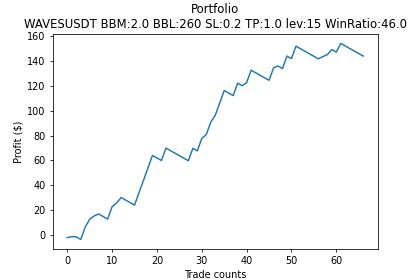 Portfolio
WAVESUSDT BBM:2.0 BBL:260 SL:0.2 TP:1.0 lev:15 WinRatio:46.0
160
140
120
100
80
60
40
20
0
Profit ($)
0 10 20 30 40 50 60
Trade counts